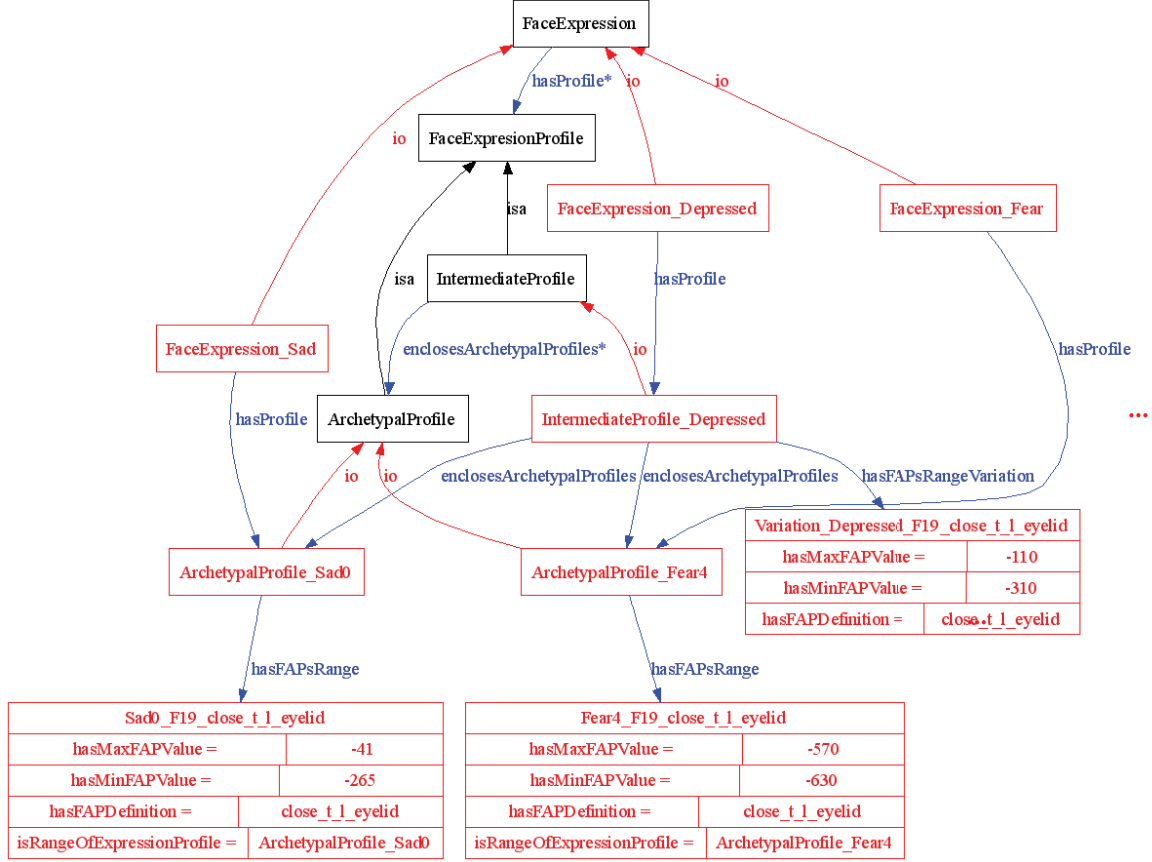 FaceExpression
hasProfile*
io
io
io
FaceExpresionProfile
isa
FaceExpression_Depressed
FaceExpression_Fear
isa
IntermediateProfile
hasProfile
FaceExpression_Sad
enclosesArchetypalProfiles*
io
hasProfile
hasProfile
ArchetypalProfile
IntermediateProfile_Depressed
...
io
io
enclosesArchetypalProfiles
enclosesArchetypalProfiles
hasFAPsRangeVariation
Variation_Depressed_F19_close_t_l_eyelid
hasMaxFAPValue = -110
hasMinFAPValue = -310
hasFAPDefinition = close_t_l_eyelid
...
ArchetypalProfile_Sad0
ArchetypalProfile_Fear4
hasFAPsRange
hasFAPsRange
Sad0_F19_close_t_l_eyelid
hasMaxFAPValue = -41
hasMinFAPValue = -265
hasFAPDefinition = close_t_l_eyelid
isRangeOfExpressionProfile = ArchetypalProfile_Sad0
Fear4_F19_close_t_l_eyelid
hasMaxFAPValue = -570
hasMinFAPValue = -630
hasFAPDefinition = close_t_l_eyelid
isRangeOfExpressionProfile = ArchetypalProfile_Fear4